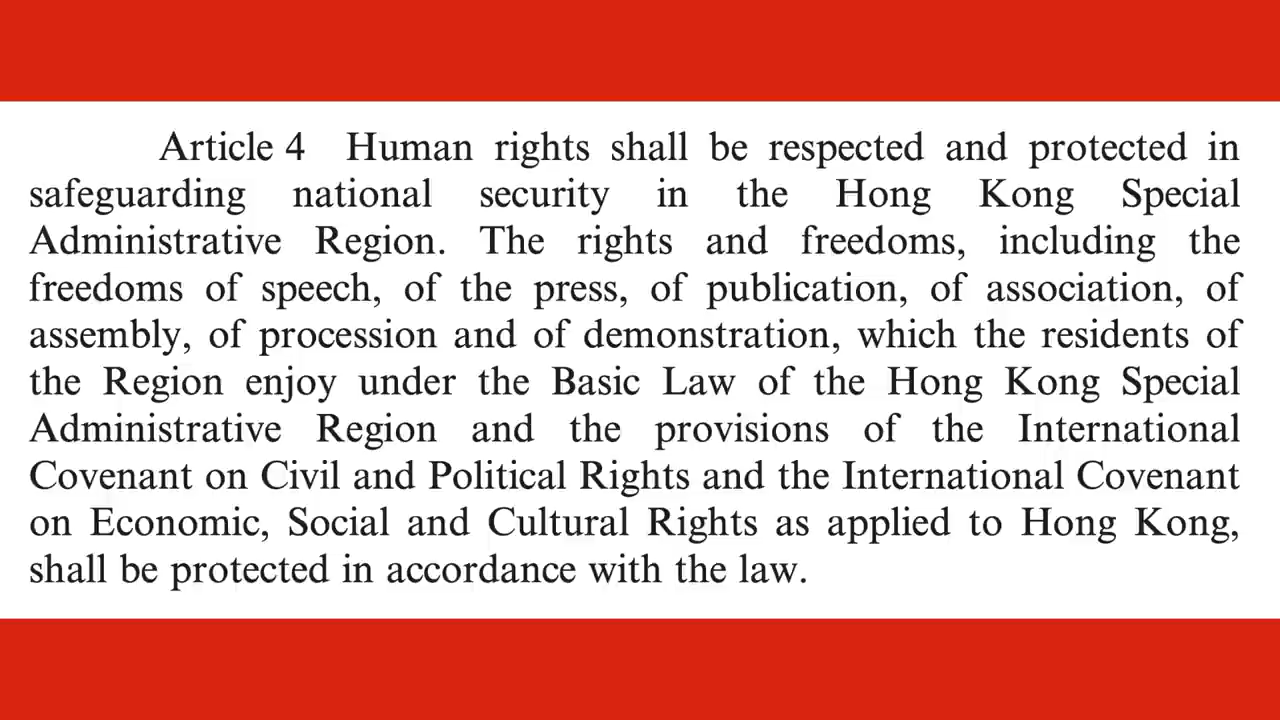 Article 4 Human rights shall be respected and protected in
safeguarding national security in the Hong Kong Special
Administrative Region. The rights and freedoms, including the
freedoms of speech, of the press, of publication, of association, of
assembly, of procession and of demonstration, which the residents of
the Region enjoy under the Basic Law of the Hong Kong Special
Administrative Region and the provisions of the International
Covenant on Civil and Political Rights and the International Covenant
on Economic, Social and Cultural Rights as applied to Hong Kong,
shall be protected in accordance with the law.